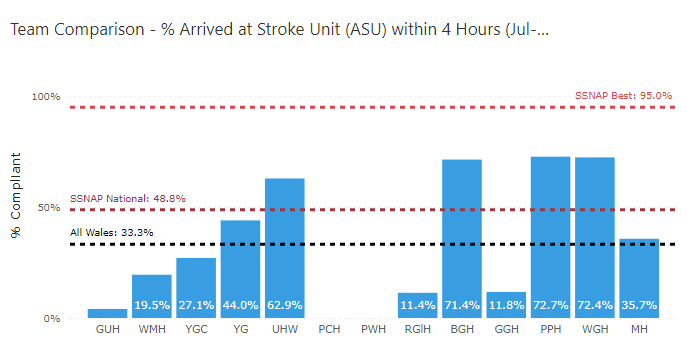 Team Comparison - % Arrived at Stroke Unit (ASU) within 4 Hours (Jul-...
SSNAP Best: 95.0%
100%
SSNAP National: 48.8%
50%
All Wales: 33.3%
% Compliant
19.5% 27.1% 44.0% 62.9% 11.4% 71.4% 11.8% 72.7% 72.4% 35.7%
0%
GUH WMH YGC YG UHW PCH PWH RGlH BGH GGH PPH WGH MH